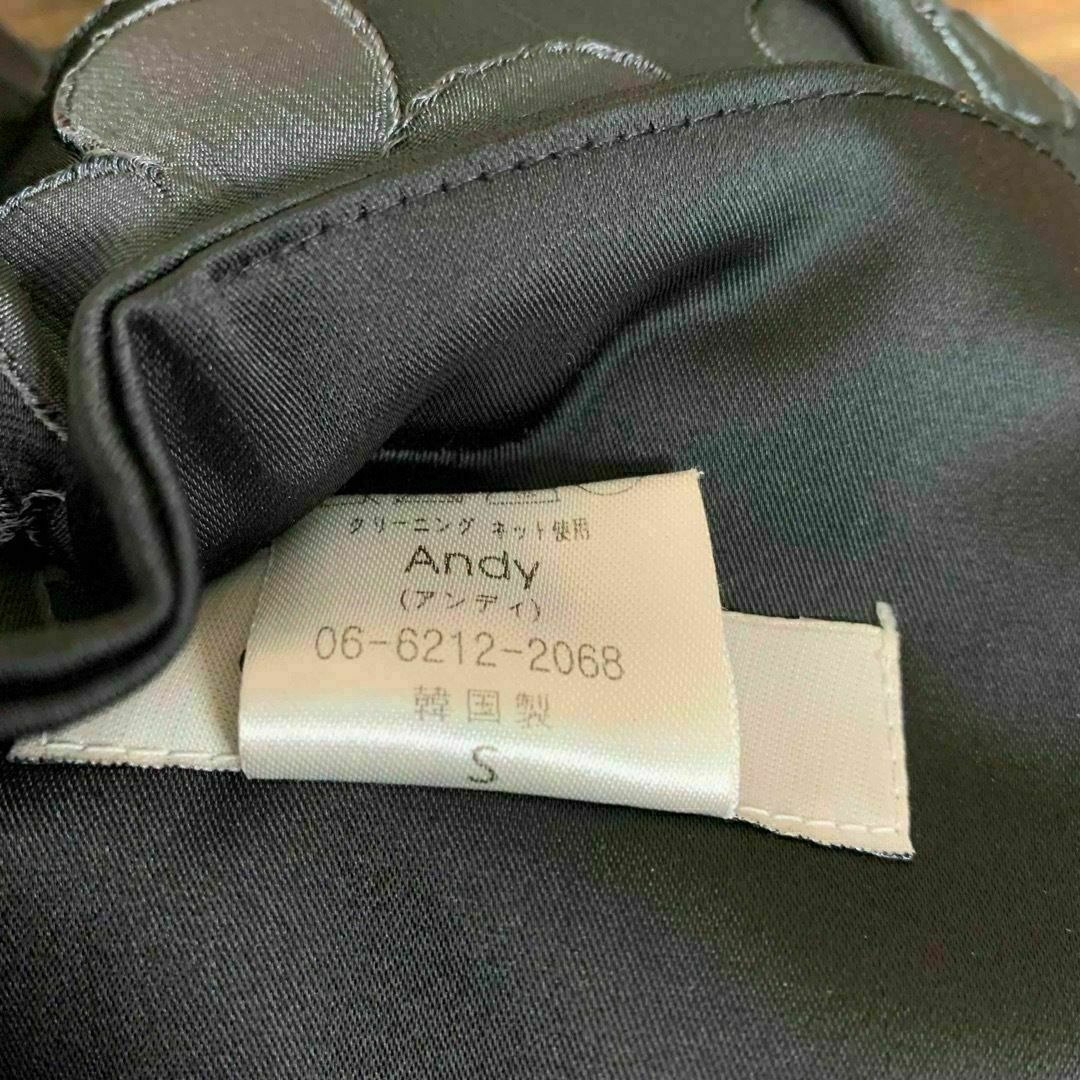 クリーニング ネット使用
Andy
(アンディ)
06-6212-2068
韓国製
S